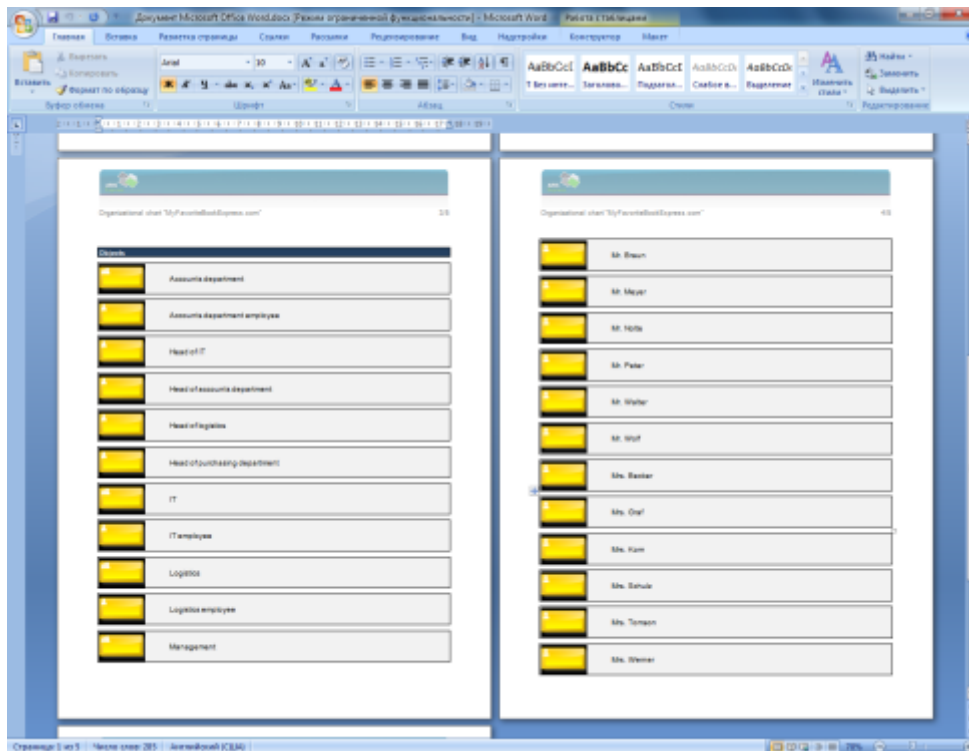 Документ Microsoft Office Word.docx [Режим ограниченной функциональности] - Microsoft Word
Работа с таблицами
Главная Вставка Разметка страницы Ссылки Рассылки Рецензирование Вид Надстройки Конструктор Макет
Вставить
Вырезать
Копировать
Формат по образцу
Буфер обмена
Arial 10
Шрифт
Абзац
AaBbCcI AaBbCc AaBbCcI AaBbCcDc AaBbCcDc
Заголово... Подзагол... Слабое в... Выделение
Изменить стили
Стили
Найти
Заменить
Выделить
Редактирование
Organizational chart "MyFavoriteBookExpress.com" 3/5
Objects
Accounts department
Accounts department employee
Head of IT
Head of accounts department
Head of logistics
Head of purchasing department
IT
IT employee
Logistics
Logistics employee
Management
Organizational chart "MyFavoriteBookExpress.com"
Mr. Braun
Mr. Meyer
Mr. Nolte
Mr. Peter
Mr. Walter
Mr. Wolf
Mrs. Becker
Mrs. Graf
Mrs. Korn
Mrs. Schulz
Mrs. Tomson
Mrs. Werner
Страница: 1 из 5 Число слов: 285 Английский (США)